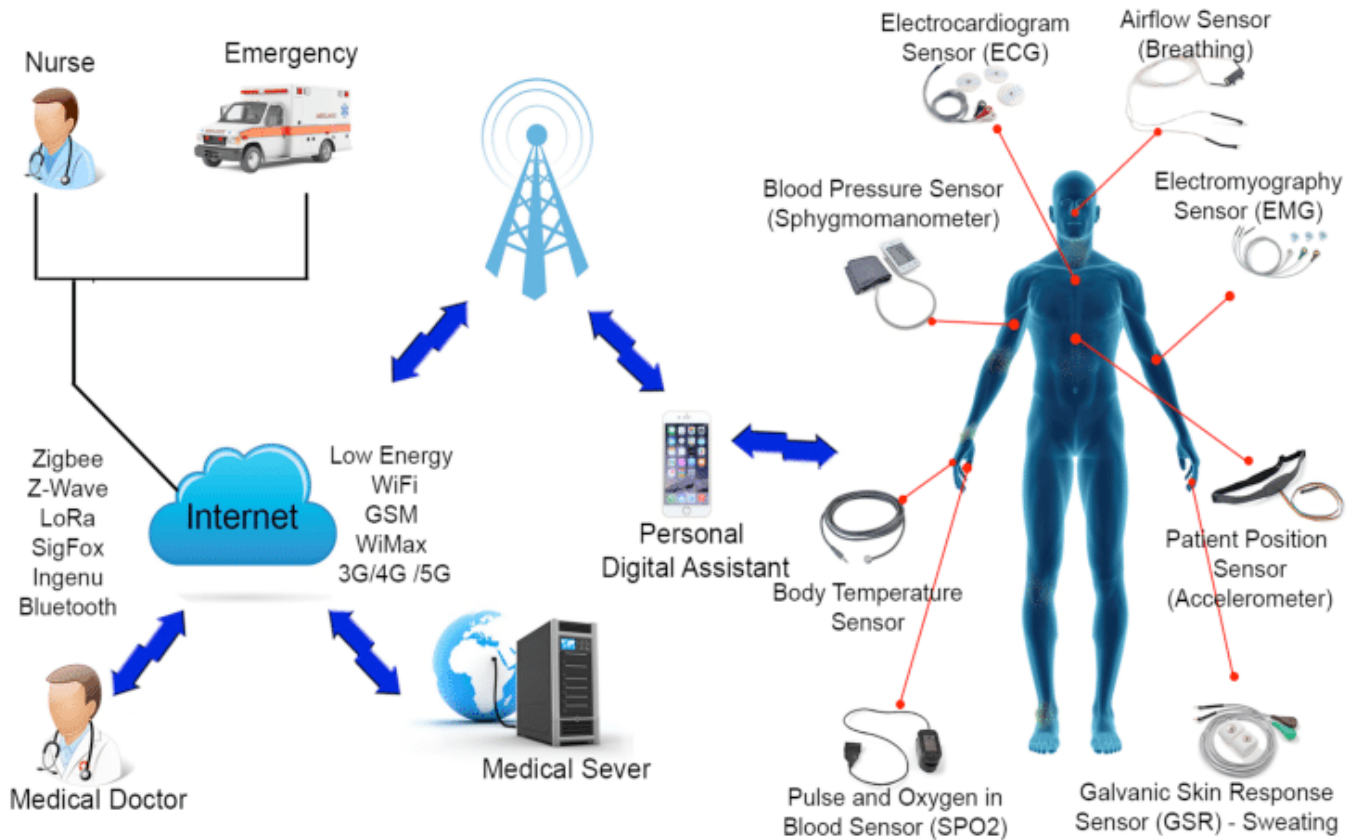 Nurse
Emergency
Electrocardiogram
Sensor (ECG)
Airflow Sensor
(Breathing)
Blood Pressure Sensor
(Sphygmomanometer)
Electromyography
Sensor (EMG)
Zigbee
Z-Wave
LoRa
SigFox
Ingenu
Bluetooth
Internet
Low Energy
WiFi
GSM
WiMax
3G/4G /5G
Personal
Digital Assistant
Body Temperature
Sensor
Patient Position
Sensor
(Accelerometer)
Medical Doctor
Medical Sever
Pulse and Oxygen in
Blood Sensor (SPO2)
Galvanic Skin Response
Sensor (GSR) - Sweating